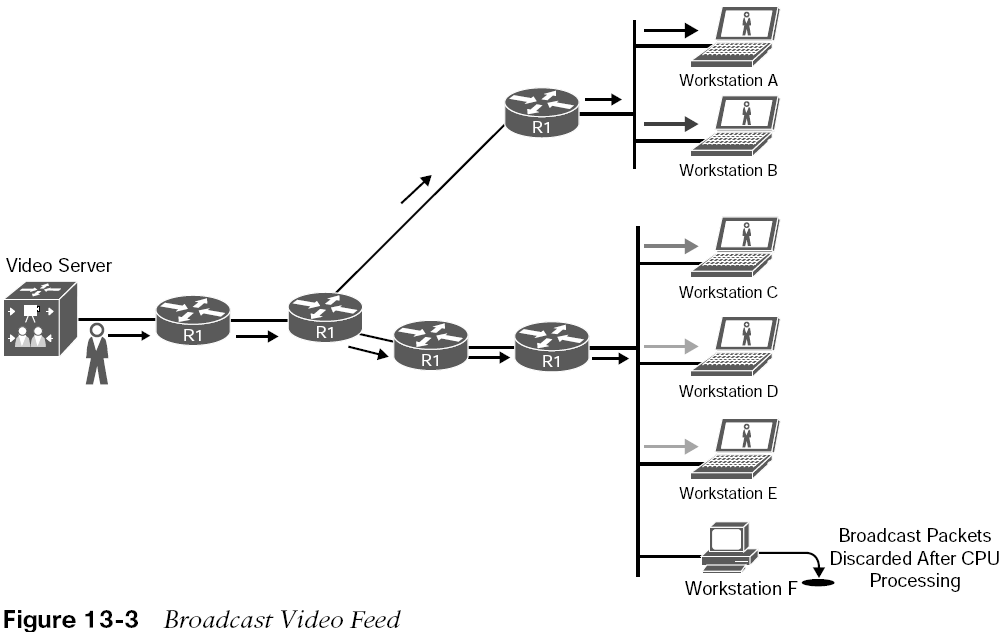 Workstation A
R1
Workstation B
Video Server
Workstation C
R1
R1
R1
R1
Workstation D
Workstation E
Broadcast Packets
Discarded After CPU
Processing
Workstation F
Figure 13-3 Broadcast Video Feed